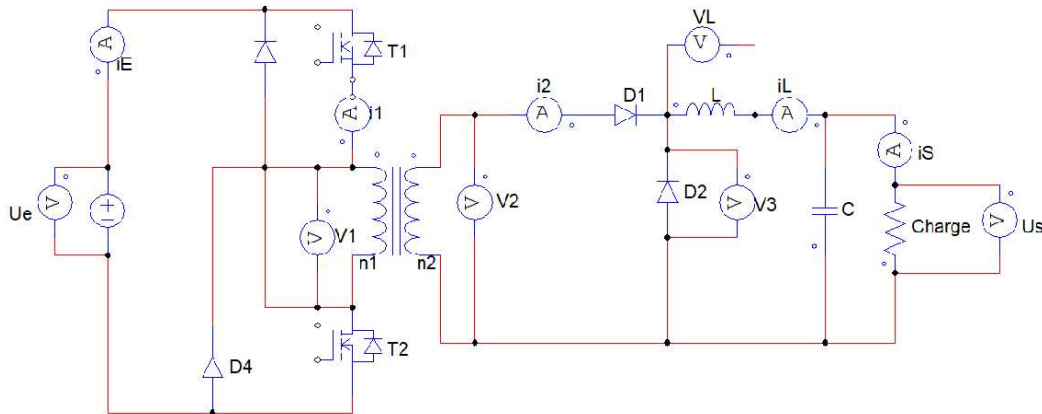 VL
A
iE
T1
V
i2
D1
L
iL
A
i1
A
A
A
iS
Ue
V
V
V1
n1
n2
V
V2
D2
V
V3
C
Charge
V
Us
T2
D4